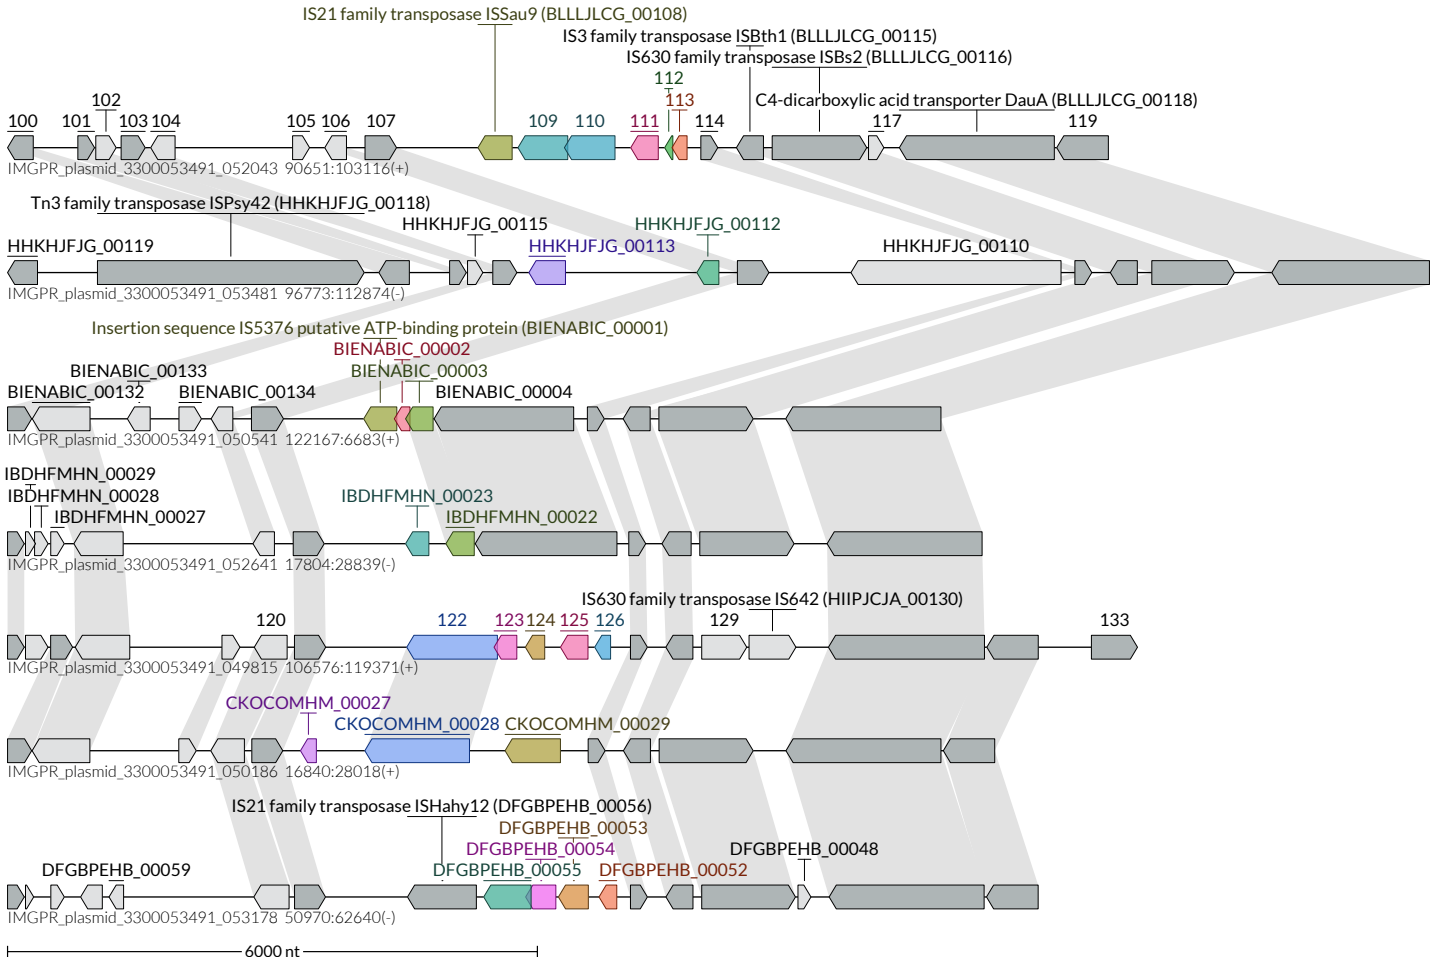 IS21 family transposase ISSau9 (BLLLJLCG_00108)
IS3 family transposase ISBth1 (BLLLJLCG_00115)
IS630 family transposase ISBs2 (BLLLJLCG_00116)
112
102 113 C4-dicarboxylic acid transporter DauA (BLLLJLCG_00118)
100 101 103 104 105 106 107 109 110 111 114 117 119
IMGPR_plasmid_3300053491_052043 90651:103116(+)
Tn3 family transposase ISPsy42 (HHKHJFJG_00118)
HHKHJFJG_00115 HHKHJFJG_00112
HHKHJFJG_00119 HHKHJFJG_00113 HHKHJFJG_00110
IMGPR_plasmid_3300053491_053481 96773:112874(-)
Insertion sequence IS5376 putative ATP-binding protein (BIENABIC_00001)
BIENABIC_00002
BIENABIC_00133 BIENABIC_00003
BIENABIC_00132 BIENABIC_00134 BIENABIC_00004
IMGPR_plasmid_3300053491_050541 122167:6683(+)
IBDHFMHN_00029
IBDHFMHN_00028 IBDHFMHN_00023
IBDHFMHN_00027 IBDHFMHN_00022
IMGPR_plasmid_3300053491_052641 17804:28839(-)
IS630 family transposase IS642 (HIIPJCJA_00130)
120 122 123 124 125 126 129 133
IMGPR_plasmid_3300053491_049815 106576:119371(+)
CKOCOMHM_00027
CKOCOMHM_00028 CKOCOMHM_00029
IMGPR_plasmid_3300053491_050186 16840:28018(+)
IS21 family transposase ISHahy12 (DFGBPEHB_00056)
DFGBPEHB_00053
DFGBPEHB_00054 DFGBPEHB_00048
DFGBPEHB_00059 DFGBPEHB_00055 DFGBPEHB_00052
IMGPR_plasmid_3300053491_053178 50970:62640(-)
6000 nt